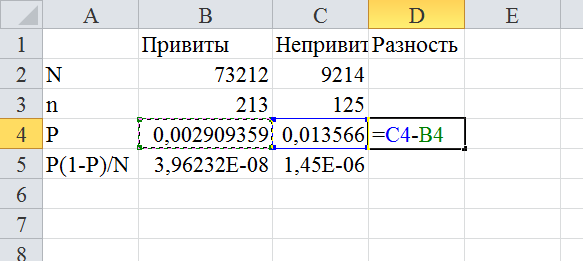 A B C D E
1 Привиты Непривит Разность
2 N 73212 9214
3 n 213 125
4 P 0,002909359 0,013566 =C4-B4
5 P(1-P)/N 3,96232E-08 1,45E-06
6
7
8